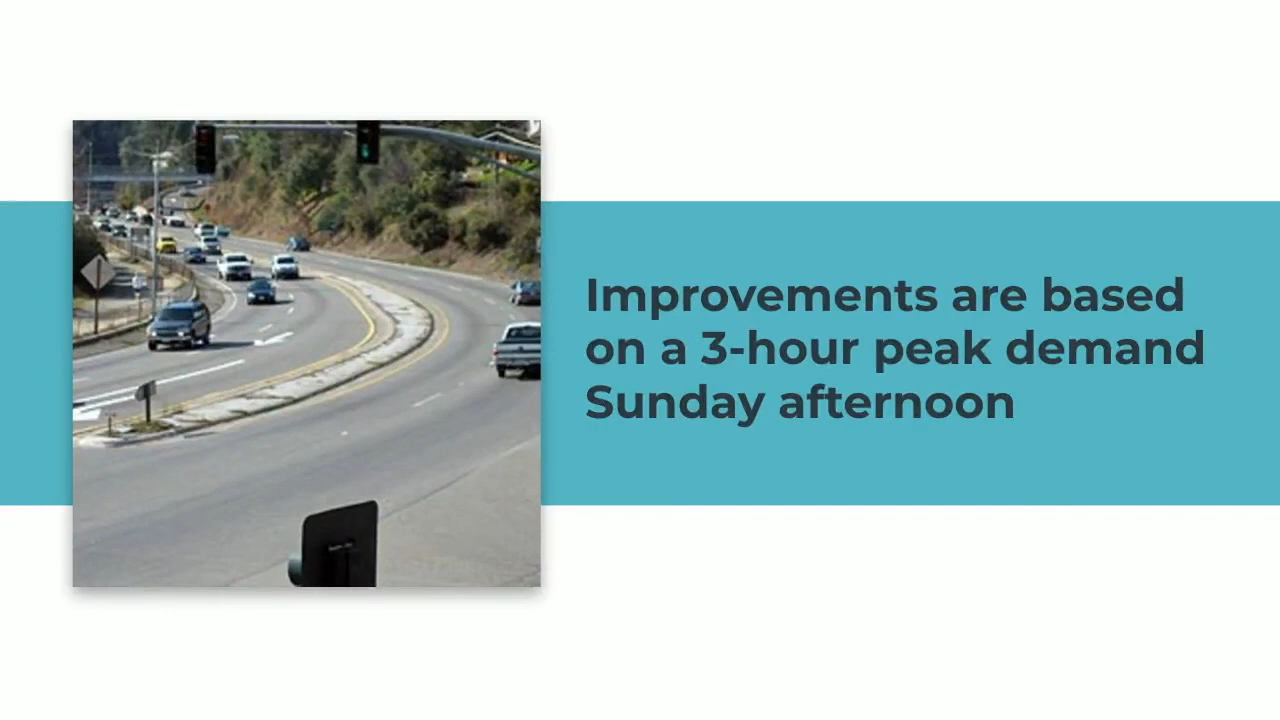 Improvements are based
on a 3-hour peak demand
Sunday afternoon